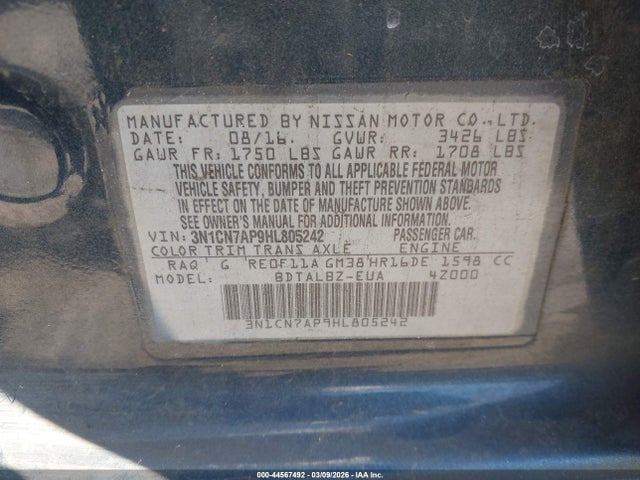 MANUFACTURED BY NISSAN MOTOR CO., LTD.
DATE: 08/16 GVWR: 3426 LBS
GAWR FR: 1750 LBS GAWR RR: 1708 LBS
THIS VEHICLE CONFORMS TO ALL APPLICABLE FEDERAL MOTOR
VEHICLE SAFETY, BUMPER AND THEFT PREVENTION STANDARDS
IN EFFECT ON THE DATE OF MANUFACTURE SHOWN ABOVE.
SEE OWNER'S MANUAL FOR ADDITIONAL INFORMATION.
VIN: 3N1CN7AP9HL805242 PASSENGER CAR
COLOR TRIM TRANS AXLE ENGINE
RAQ G RE0F11A GM38 HR16DE 1598 CC
BDTALBZ-EUA 4Z000
3N1CN7AP9HL805242
000-44567492 - 03/09/2026 - IAA Inc.